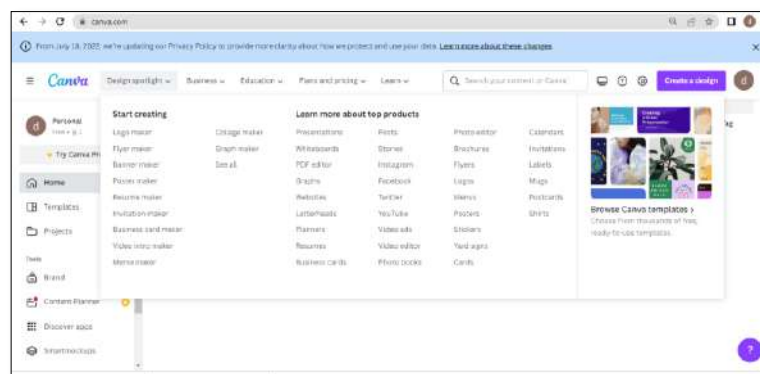 canva.com
From July 18, 2023, we're updating our Privacy Policy to provide more clarity about how we protect and use your data. Learn more about these changes.
Canva
Design spotlight
Business
Education
Plans and pricing
Learn
Search your content or Canva
Create a design
d
d
Personal
Try Canva Pr
Home
Templates
Projects
Tools
Brand
Content Planner
Discover apps
Smartmockups
Start creating
Logo maker
Flyer maker
Banner maker
Poster maker
Resume maker
Invitation maker
Business card maker
Video intro maker
Meme maker
Collage maker
Graph maker
See all
Learn more about top products
Presentations
Whiteboards
PDF editor
Graphs
Websites
Letterheads
Planners
Resumes
Business cards
Prints
Stories
Instagram
Facebook
Twitter
YouTube
Video ads
Video editor
Photo books
Photo editor
Brochures
Flyers
Logos
Menus
Posters
Stickers
Yard signs
Cards
Calendars
Invitations
Labels
Mugs
Postcards
Shirts
Browse Canva templates >
Choose from thousands of free,
ready-to-use templates.
?